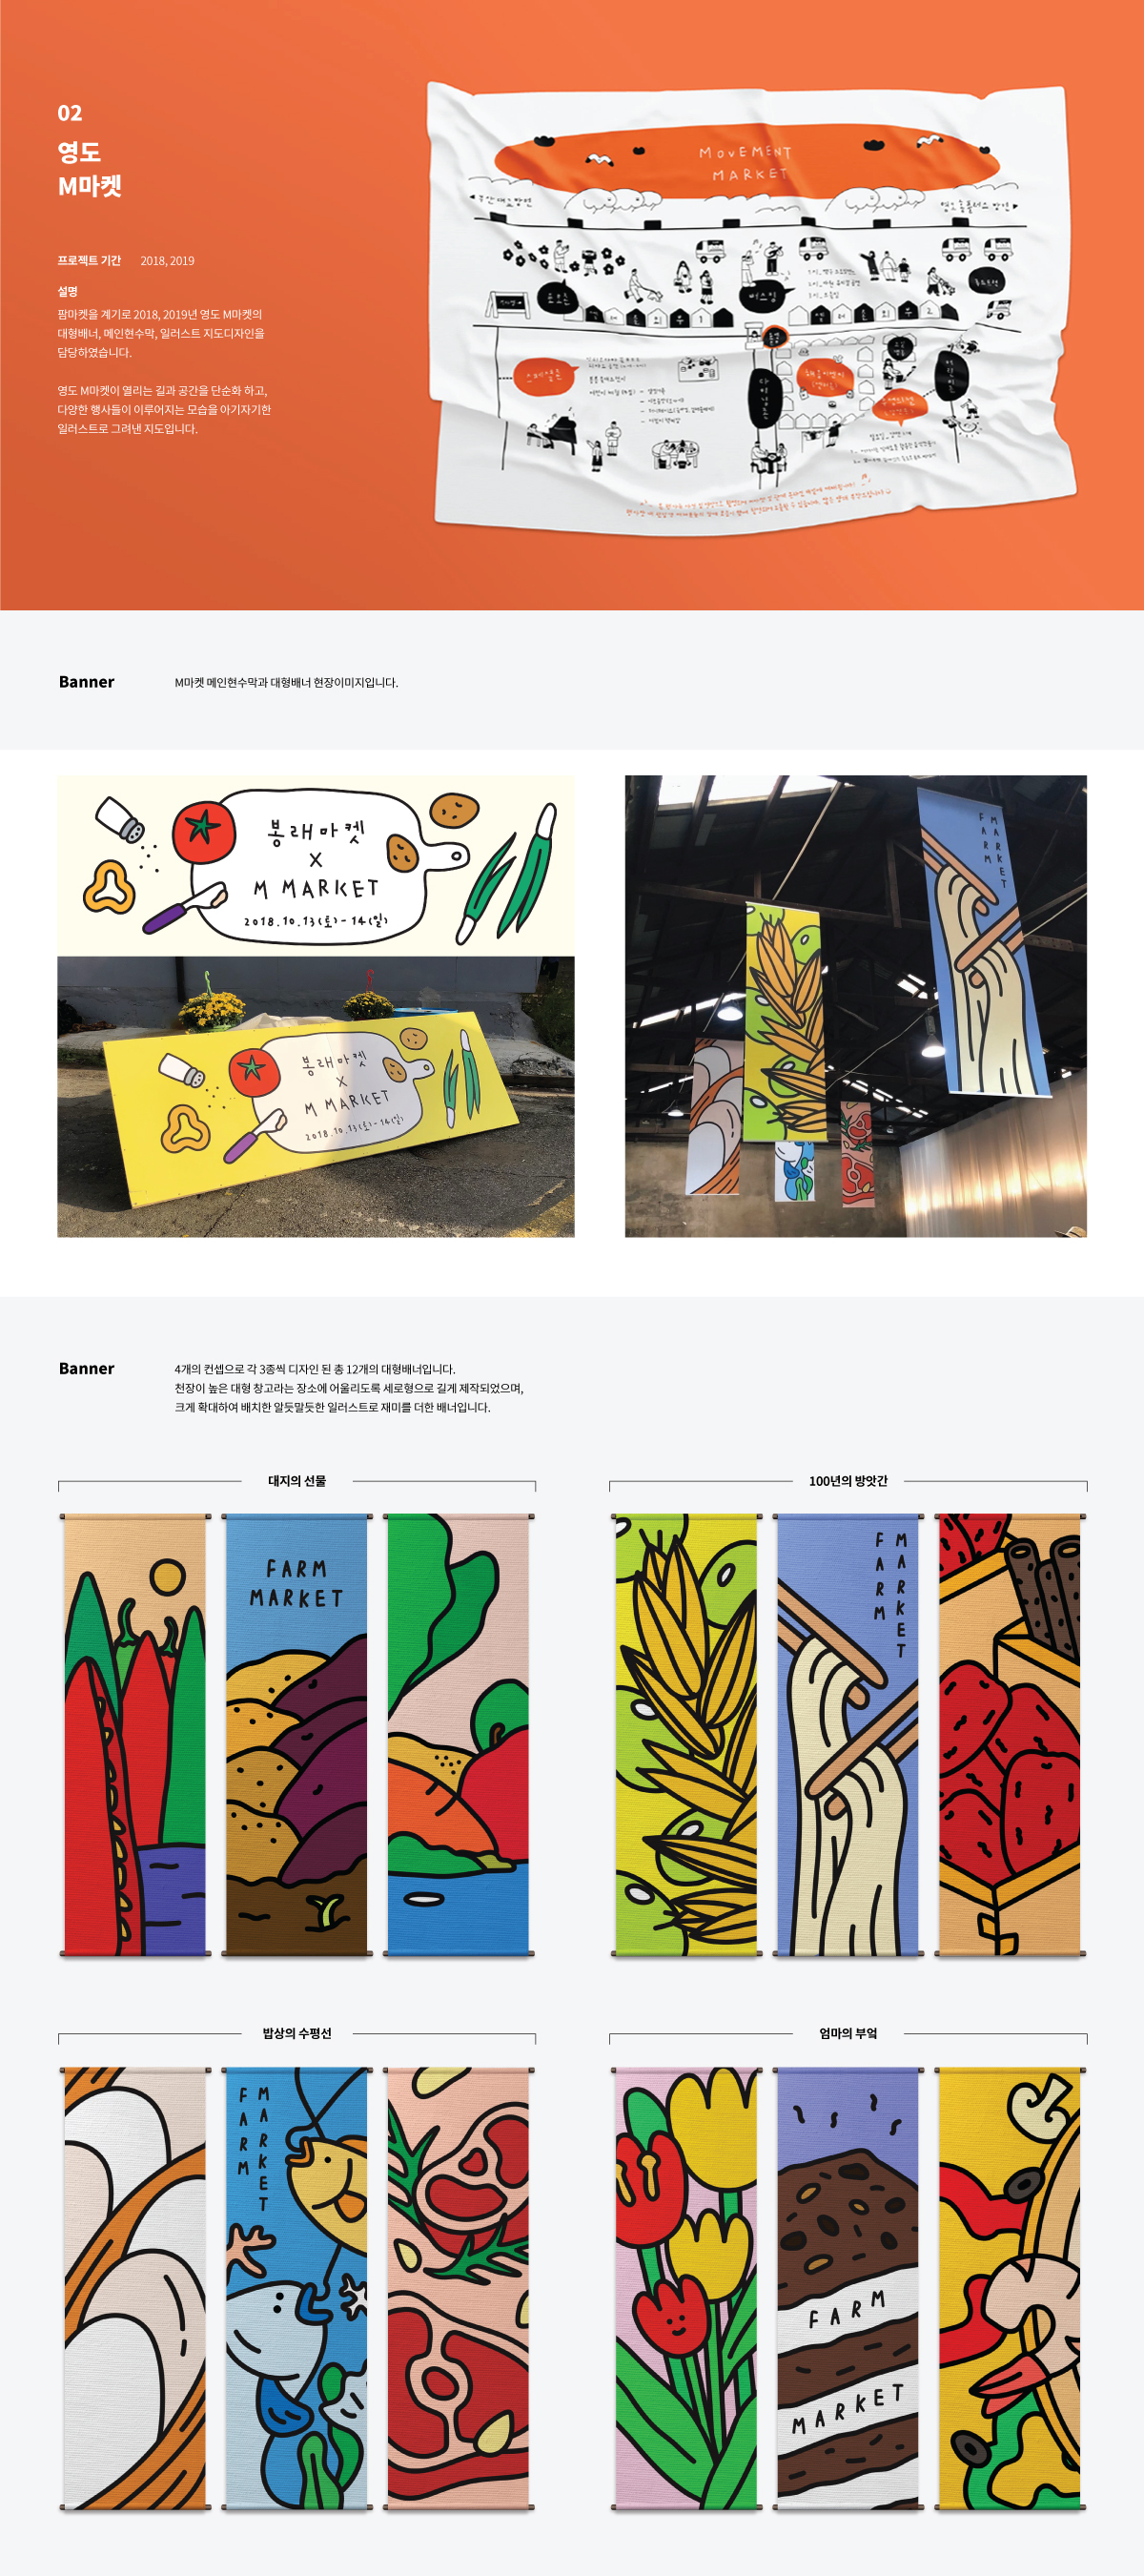 02
영도
M마켓
프로젝트 기간 2018, 2019
설명
팜마켓을 계기로 2018, 2019년 영도 M마켓의
대형배너, 메인현수막, 일러스트 지도디자인을
담당하였습니다.
영도 M마켓이 열리는 길과 공간을 단순화 하고,
다양한 행사들이 이루어지는 모습을 아기자기한
일러스트로 그려낸 지도입니다.
MOVEMENT
MARKET
버스킹
스페셜존
Banner M마켓 메인현수막과 대형배너 현장이미지입니다.
봉래마켓
X
M MARKET
2018.10.13(토)-14(일)
봉래마켓
X
M MARKET
2018.10.13(토)-14(일)
FARM
MARKET
Banner 4개의 컨셉으로 각 3종씩 디자인 된 총 12개의 대형배너입니다.
천장이 높은 대형 창고라는 장소에 어울리도록 세로형으로 길게 제작되었으며,
크게 확대하여 배치한 알듯말듯한 일러스트로 재미를 더한 배너입니다.
대지의 선물
FARM
MARKET
100년의 방앗간
FARM
MARKET
밥상의 수평선
FARM
MARKET
엄마의 부엌
FARM
MARKET